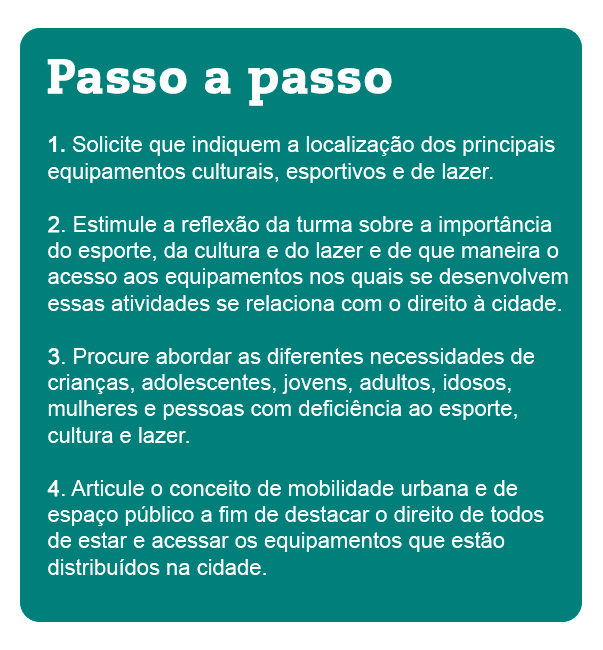 Passo a passo
1. Solicite que indiquem a localização dos principais
equipamentos culturais, esportivos e de lazer.
2. Estimule a reflexão da turma sobre a importância
do esporte, da cultura e do lazer e de que maneira o
acesso aos equipamentos nos quais se desenvolvem
essas atividades se relaciona com o direito à cidade.
3. Procure abordar as diferentes necessidades de
crianças, adolescentes, jovens, adultos, idosos,
mulheres e pessoas com deficiência ao esporte,
cultura e lazer.
4. Articule o conceito de mobilidade urbana e de
espaço público a fim de destacar o direito de todos
de estar e acessar os equipamentos que estão
distribuídos na cidade.